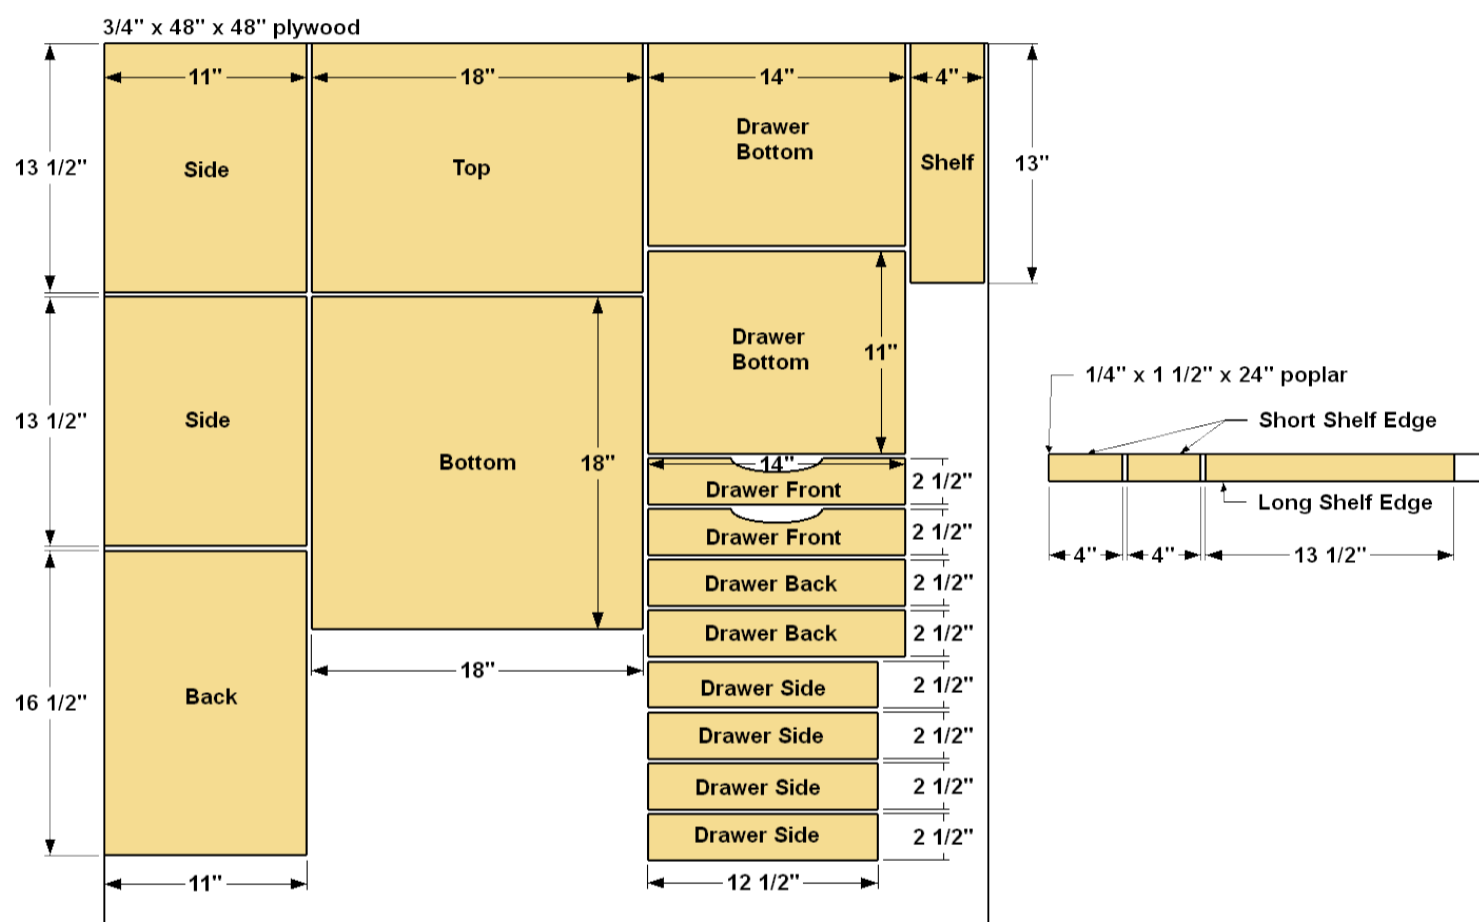 3/4" x 48" x 48" plywood
11" 18" 14" 4"
13 1/2" Side Top Drawer
Bottom Shelf 13"
13 1/2" Side Bottom 18" Drawer
Bottom 11"
14"
Drawer Front 2 1/2"
Drawer Front 2 1/2"
Drawer Back 2 1/2"
Drawer Back 2 1/2"
18"
16 1/2" Back Drawer Side 2 1/2"
Drawer Side 2 1/2"
Drawer Side 2 1/2"
Drawer Side 2 1/2"
11" 12 1/2"
1/4" x 1 1/2" x 24" poplar
Short Shelf Edge
Long Shelf Edge
4" 4" 13 1/2"